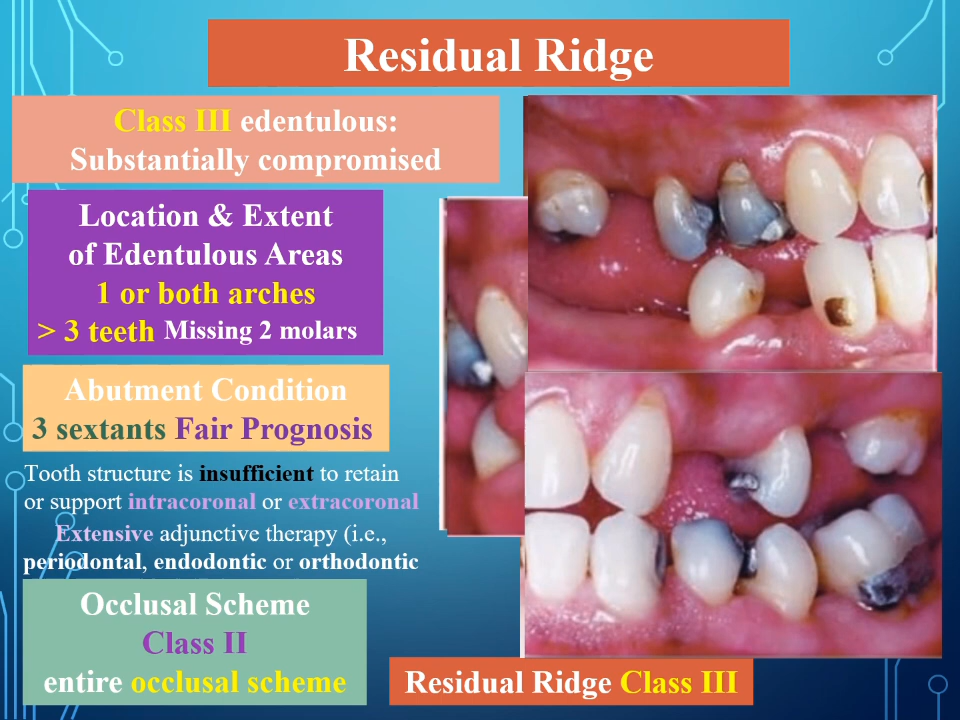 Residual Ridge
Class III edentulous:
Substantially compromised
Location & Extent
of Edentulous Areas
1 or both arches
> 3 teeth Missing 2 molars
Abutment Condition
3 sextants Fair Prognosis
Tooth structure is insufficient to retain
or support intracoronal or extracoronal
Extensive adjunctive therapy (i.e.,
periodontal, endodontic or orthodontic
Occlusal Scheme
Class II
entire occlusal scheme
Residual Ridge Class III